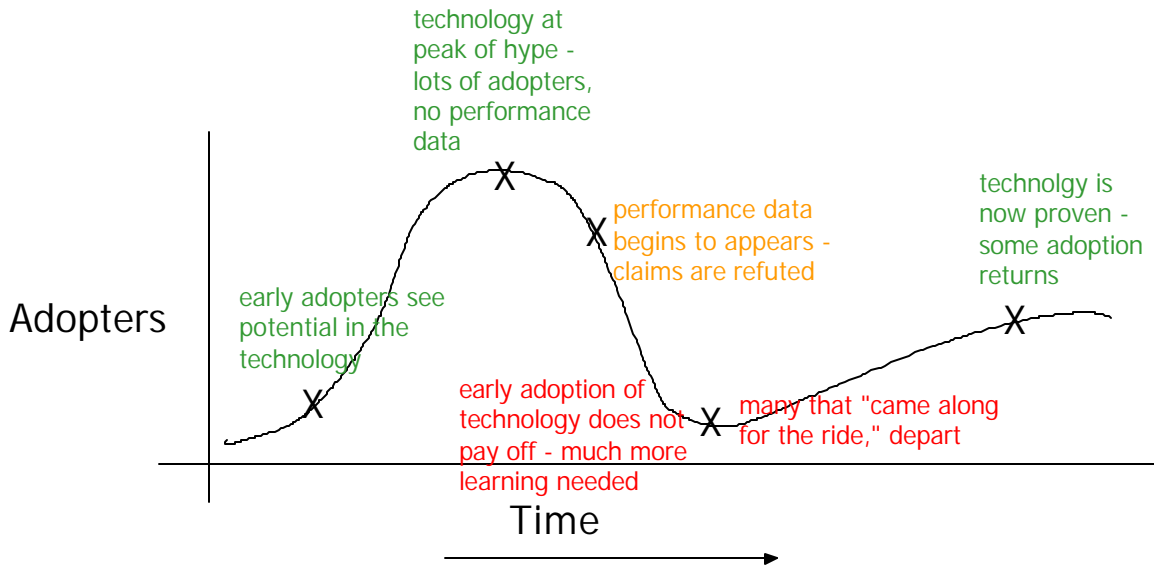 technology at
peak of hype -
lots of adopters,
no performance
data
X
performance data
begins to appears -
claims are refuted
X
technolgy is
now proven -
some adoption
returns
X
early adopters see
potential in the
technology
X
Adopters
early adoption of
technology does not
pay off - much more
learning needed
X
many that "came along
for the ride," depart
Time